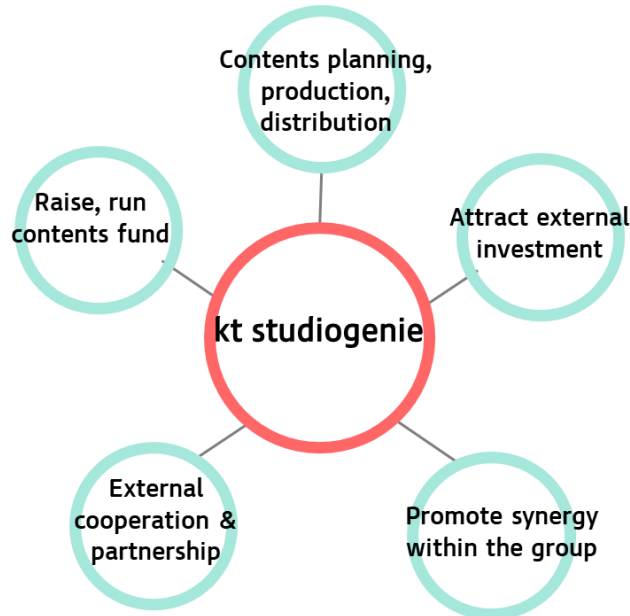 Contents planning,
production,
distribution
Raise, run
contents fund
Attract external
investment
kt studiogenie
External
cooperation &
partnership
Promote synergy
within the group